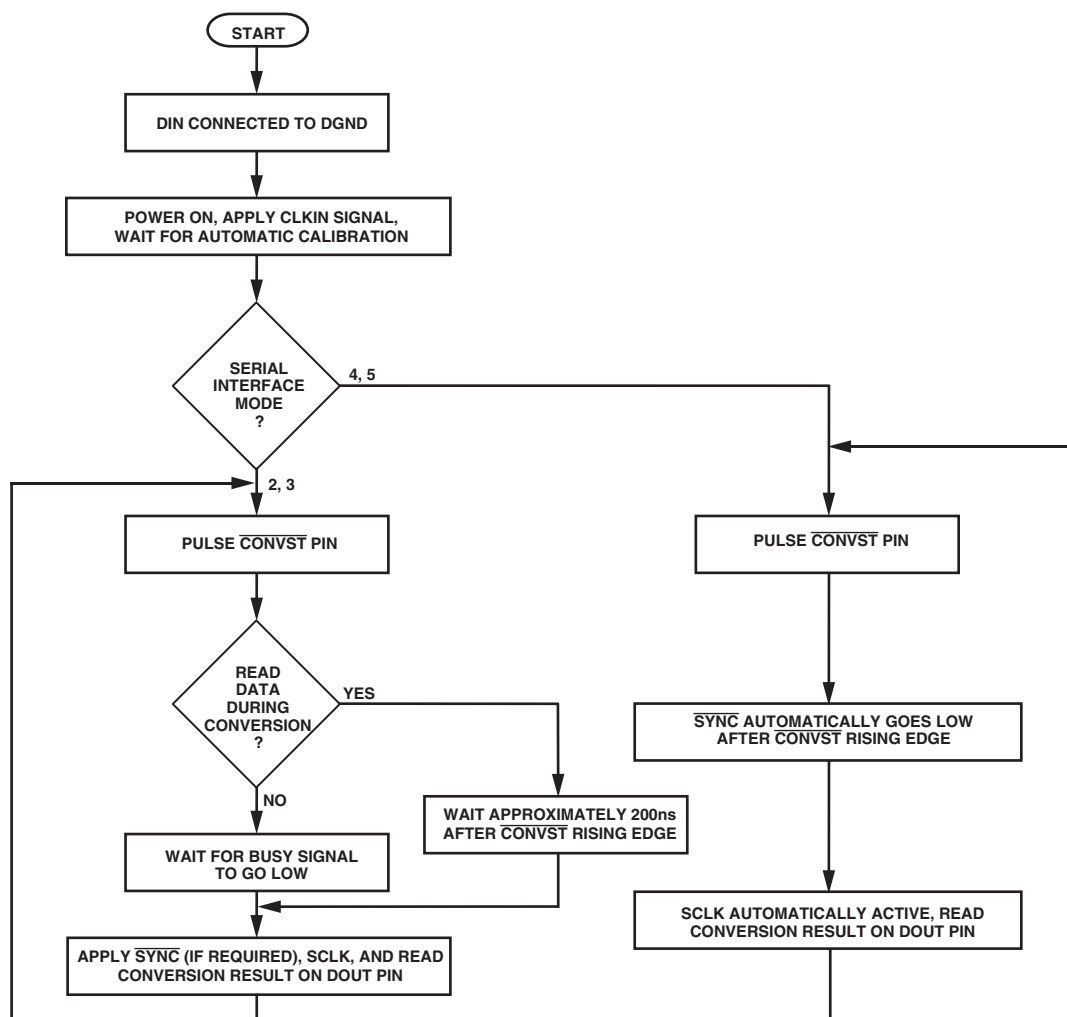 START
DIN CONNECTED TO DGND
POWER ON, APPLY CLKIN SIGNAL,
WAIT FOR AUTOMATIC CALIBRATION
SERIAL
INTERFACE
MODE
?
4, 5
2, 3
PULSE CONVST PIN
PULSE CONVST PIN
READ
DATA
DURING
CONVERSION
?
YES
NO
SYNC AUTOMATICALLY GOES LOW
AFTER CONVST RISING EDGE
WAIT APPROXIMATELY 200ns
AFTER CONVST RISING EDGE
WAIT FOR BUSY SIGNAL
TO GO LOW
SCLK AUTOMATICALLY ACTIVE, READ
CONVERSION RESULT ON DOUT PIN
APPLY SYNC (IF REQUIRED), SCLK, AND READ
CONVERSION RESULT ON DOUT PIN